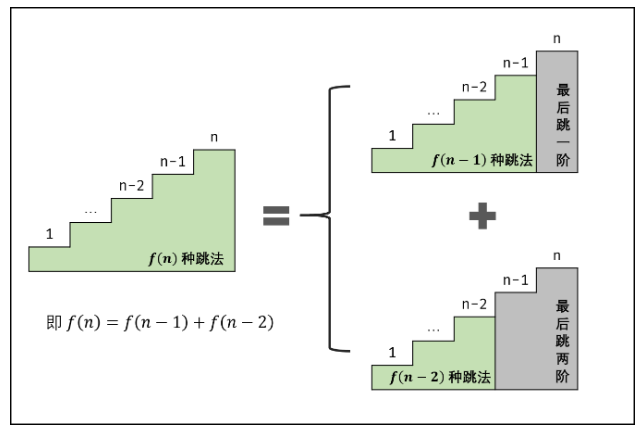 n
n-1
n-2
...
1
f(n) 种跳法
即 f(n) = f(n − 1) + f(n − 2)
n
n-1
n-2
...
1
f(n − 1) 种跳法
最后跳一阶
n
n-1
n-2
...
1
f(n − 2) 种跳法
最后跳两阶